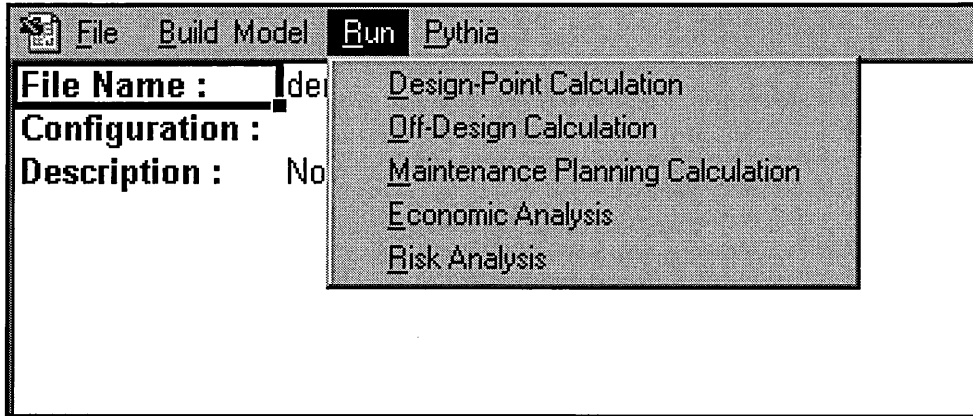 File Build Model Run Pythia
File Name :
Configuration :
Description : No
Design-Point Calculation
Off-Design Calculation
Maintenance Planning Calculation
Economic Analysis
Risk Analysis